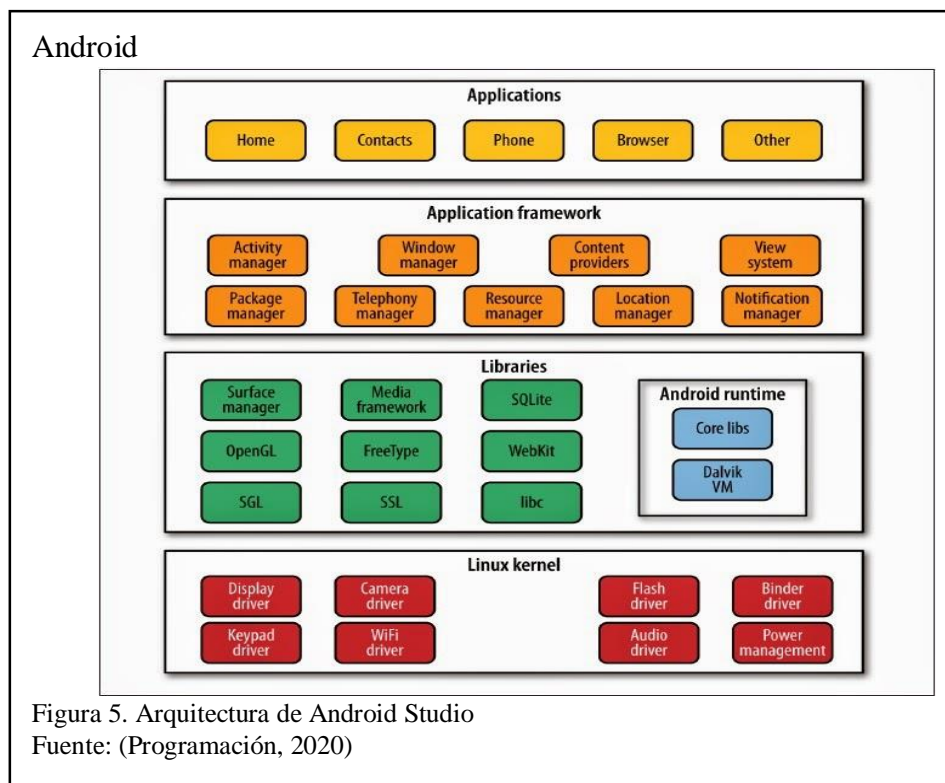 Android
Applications
Home
Contacts
Phone
Browser
Other
Application framework
Activity
manager
Window
manager
Content
providers
View
system
Package
manager
Telephony
manager
Resource
manager
Location
manager
Notification
manager
Libraries
Surface
manager
Media
framework
SQLite
OpenGL
FreeType
WebKit
SGL
SSL
libc
Android runtime
Core libs
Dalvik
VM
Linux kernel
Display
driver
Camera
driver
Flash
driver
Binder
driver
Keypad
driver
WiFi
driver
Audio
driver
Power
management
Figura 5. Arquitectura de Android Studio
Fuente: (Programación, 2020)